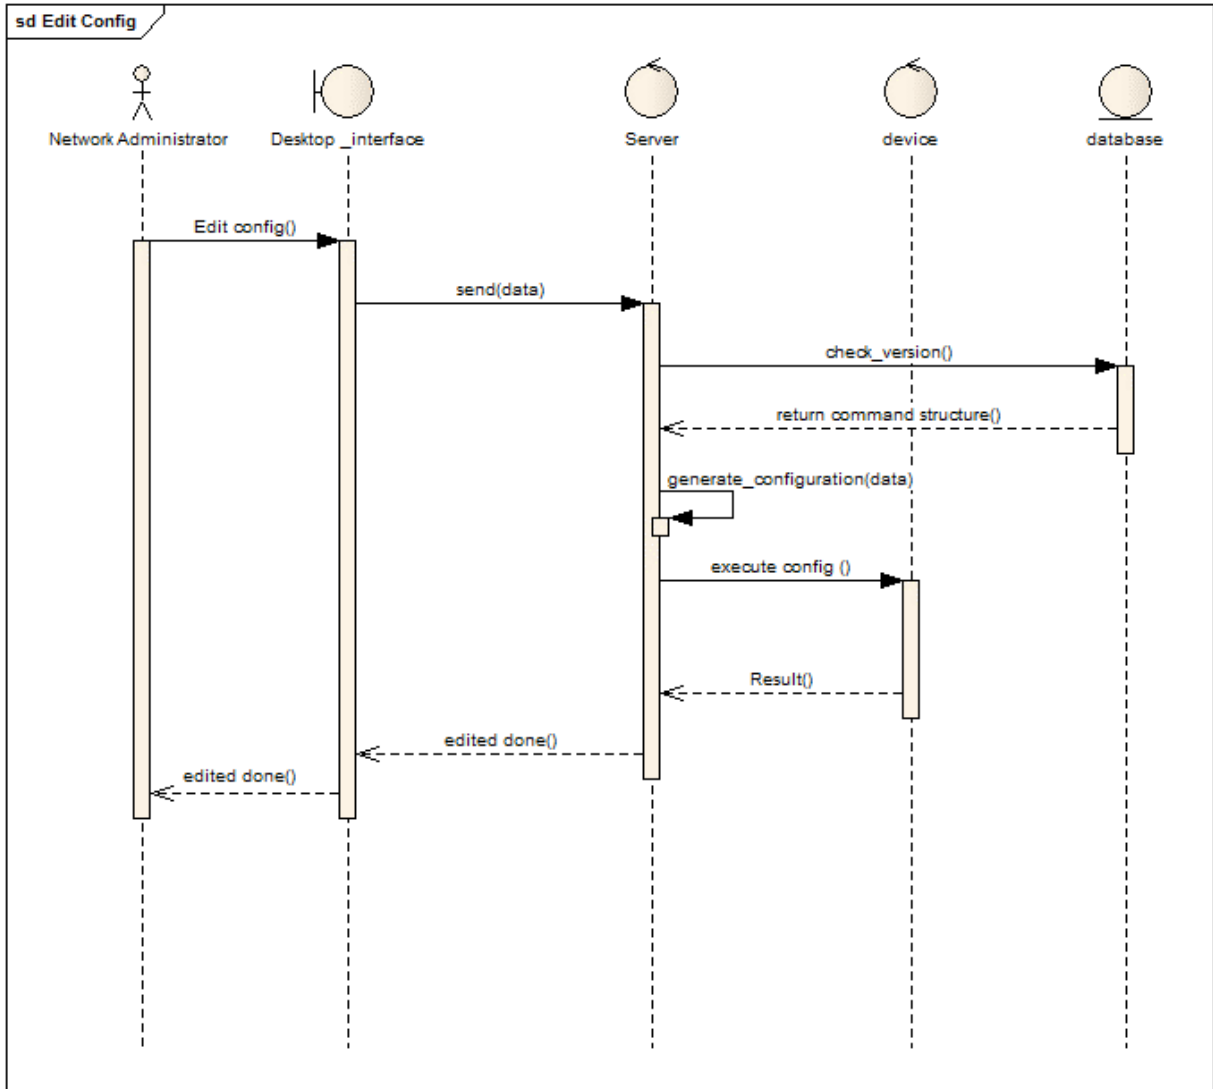 sd Edit Config
Network Administrator
Desktop _interface
Server
device
database
Edit config()
send(data)
check_version()
return command structure()
generate_configuration(data)
execute config ()
Result()
edited done()
edited done()